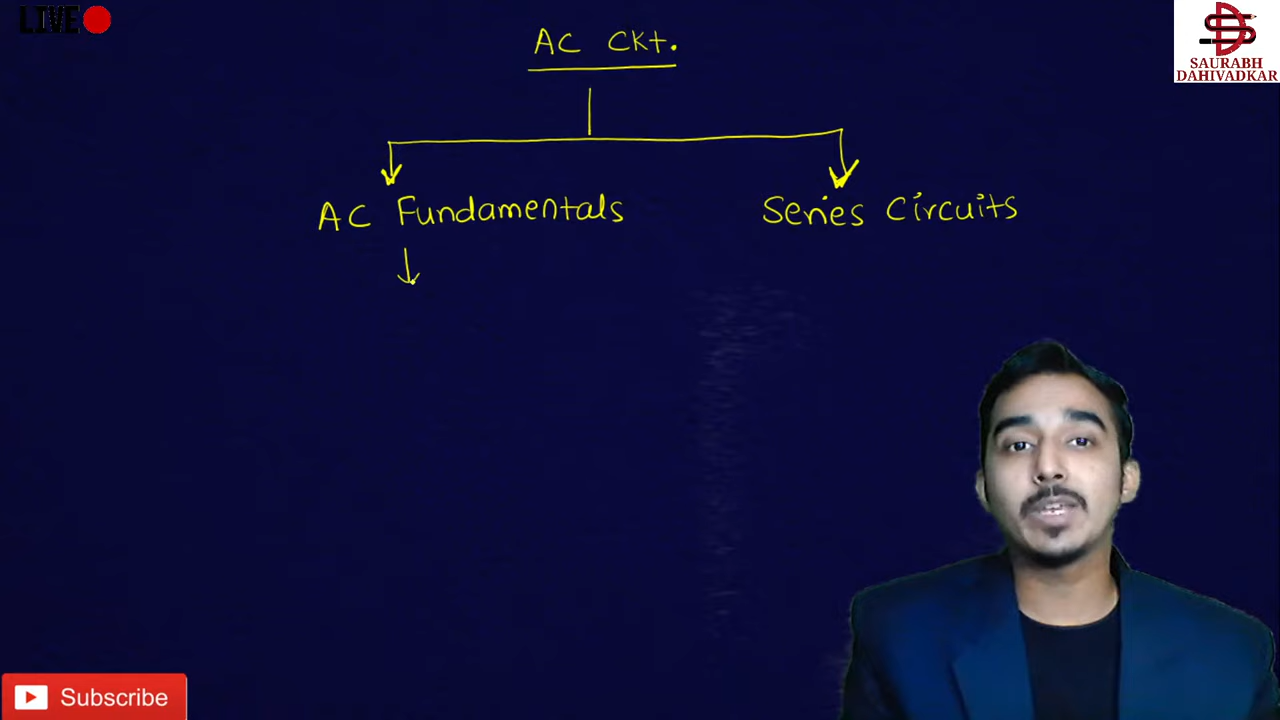 LIVE
AC Ckt.
SAURABH
DAHIVADKAR
AC Fundamentals
Series Circuits
Subscribe